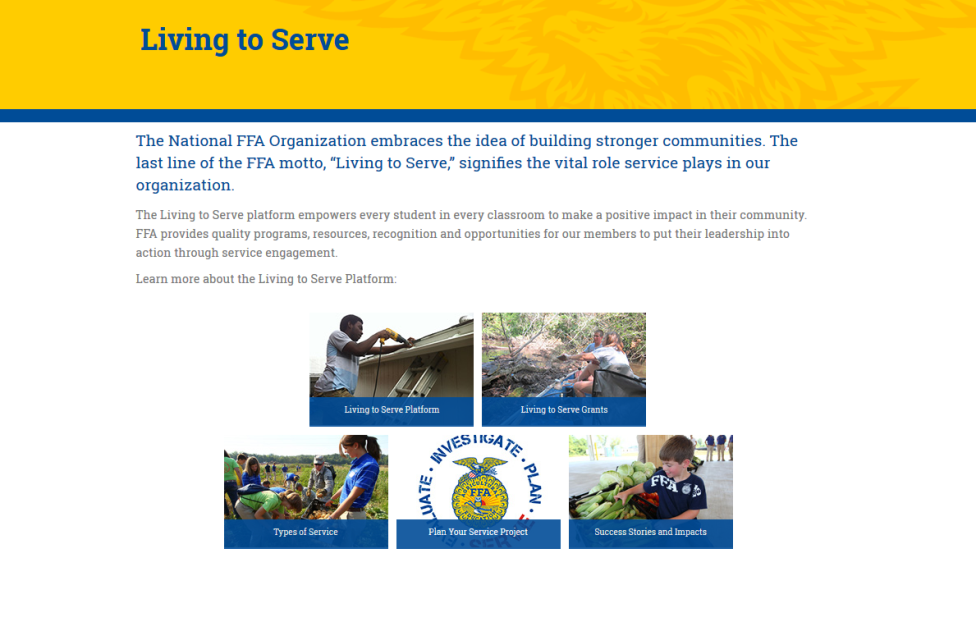 Living to Serve
The National FFA Organization embraces the idea of building stronger communities. The
last line of the FFA motto, “Living to Serve,” signifies the vital role service plays in our
organization.
The Living to Serve platform empowers every student in every classroom to make a positive impact in their community.
FFA provides quality programs, resources, recognition and opportunities for our members to put their leadership into
action through service engagement.
Learn more about the Living to Serve Platform:
Living to Serve Platform
Living to Serve Grants
INVESTIGATE · PLAN ·
FFA
FFA
Types of Service
Plan Your Service Project
Success Stories and Impacts